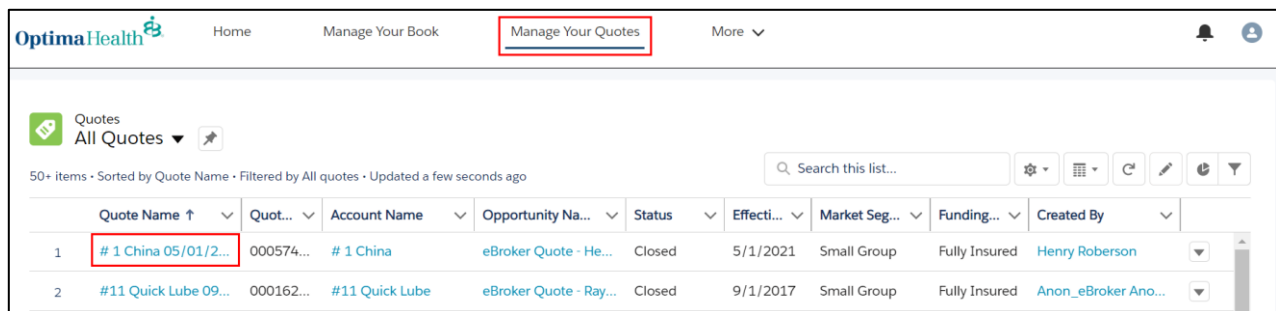 OptimaHealth Home Manage Your Book Manage Your Quotes More
Quotes
All Quotes
50+ items • Sorted by Quote Name • Filtered by All quotes • Updated a few seconds ago
Search this list...
Quote Name ↑ Quot... Account Name Opportunity Na... Status Effecti... Market Seg... Funding... Created By
1 # 1 China 05/01/2... 000574... # 1 China eBroker Quote - He... Closed 5/1/2021 Small Group Fully Insured Henry Roberson
2 #11 Quick Lube 09... 000162... #11 Quick Lube eBroker Quote - Ray... Closed 9/1/2017 Small Group Fully Insured Anon_eBroker Ano...